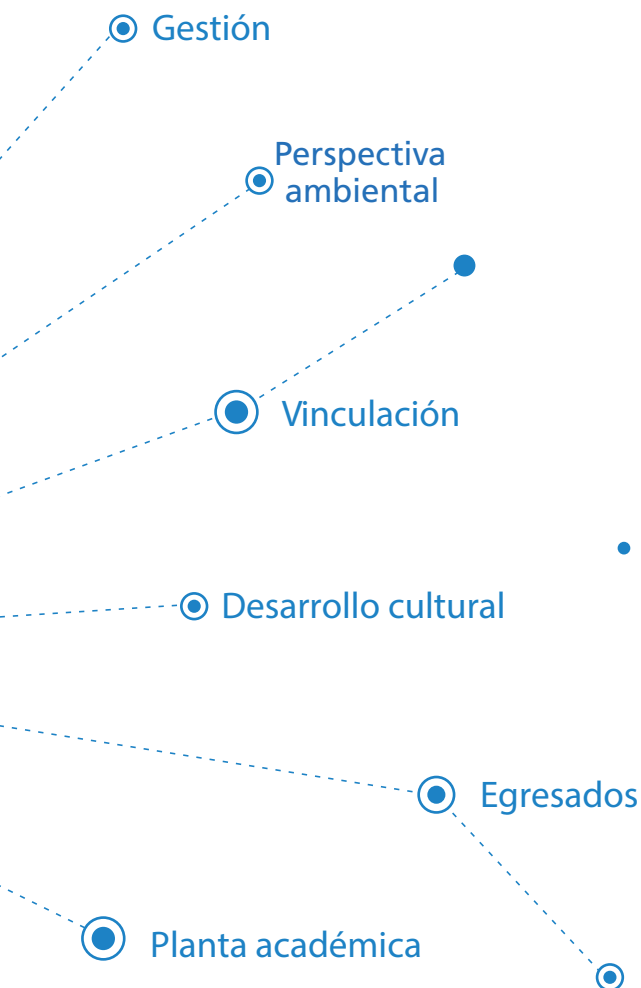 Gestión
Perspectiva
ambiental
Vinculación
Desarrollo cultural
Egresados
Planta académica